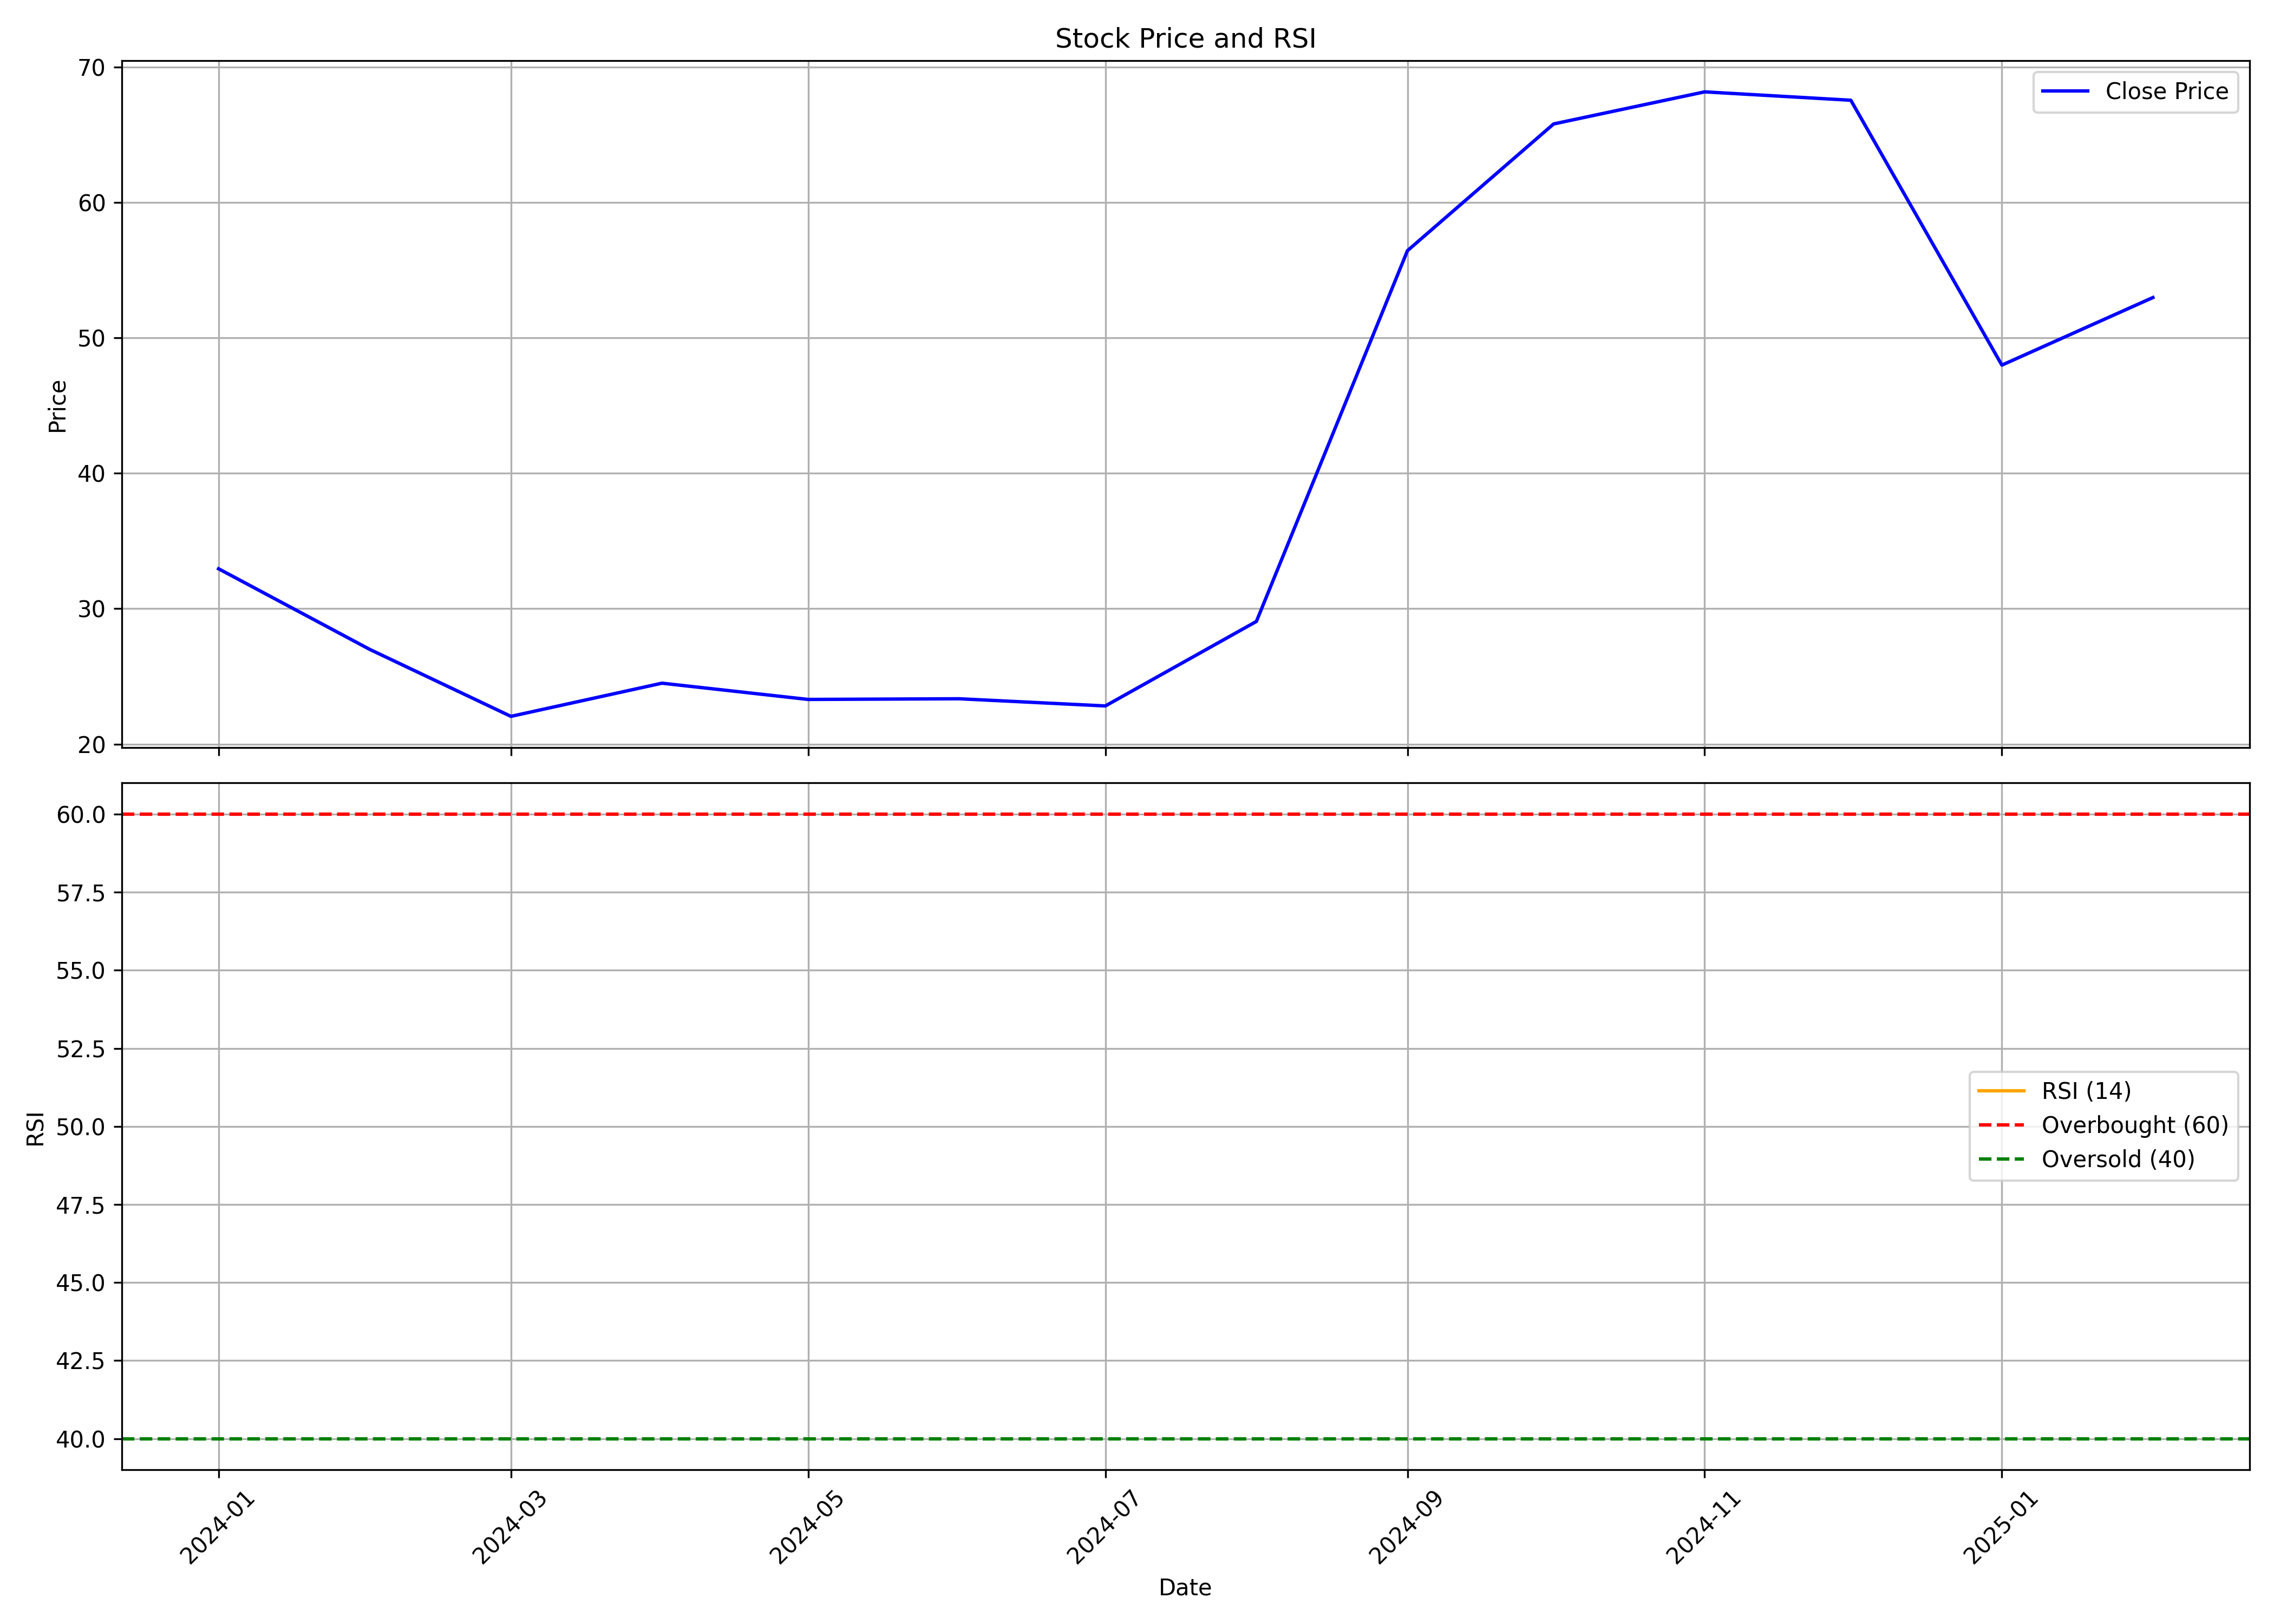 Stock Price and RSI
70
60
50
40
30
20
Price
Close Price
60.0
57.5
55.0
52.5
50.0
47.5
45.0
42.5
40.0
RSI
RSI (14)
Overbought (60)
Oversold (40)
2024-01
2024-03
2024-05
2024-07
2024-09
2024-11
2025-01
Date